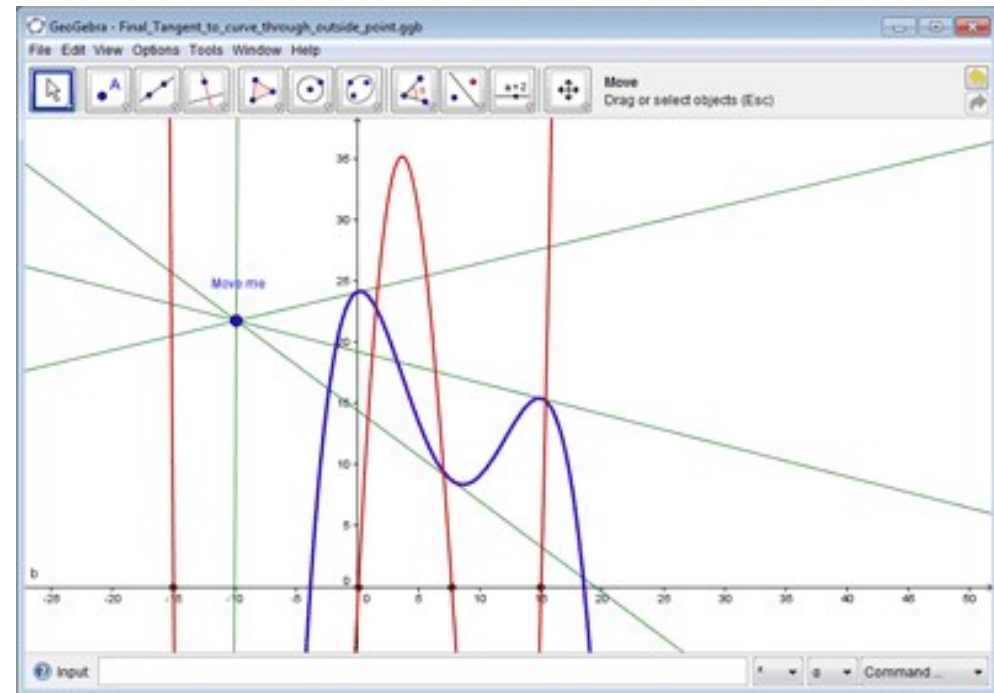 GeoGebra - Final_Tangent_to_curve_through_outside_point.ggb
File Edit View Options Tools Window Help
A
a=2
Move
Drag or select objects (Esc)
35
30
25
20
15
10
5
0
Move me
b
-25 -20 -15 -10 -5 0 5 10 15 20 25 30 35 40 45 50
Input:
α
Command...